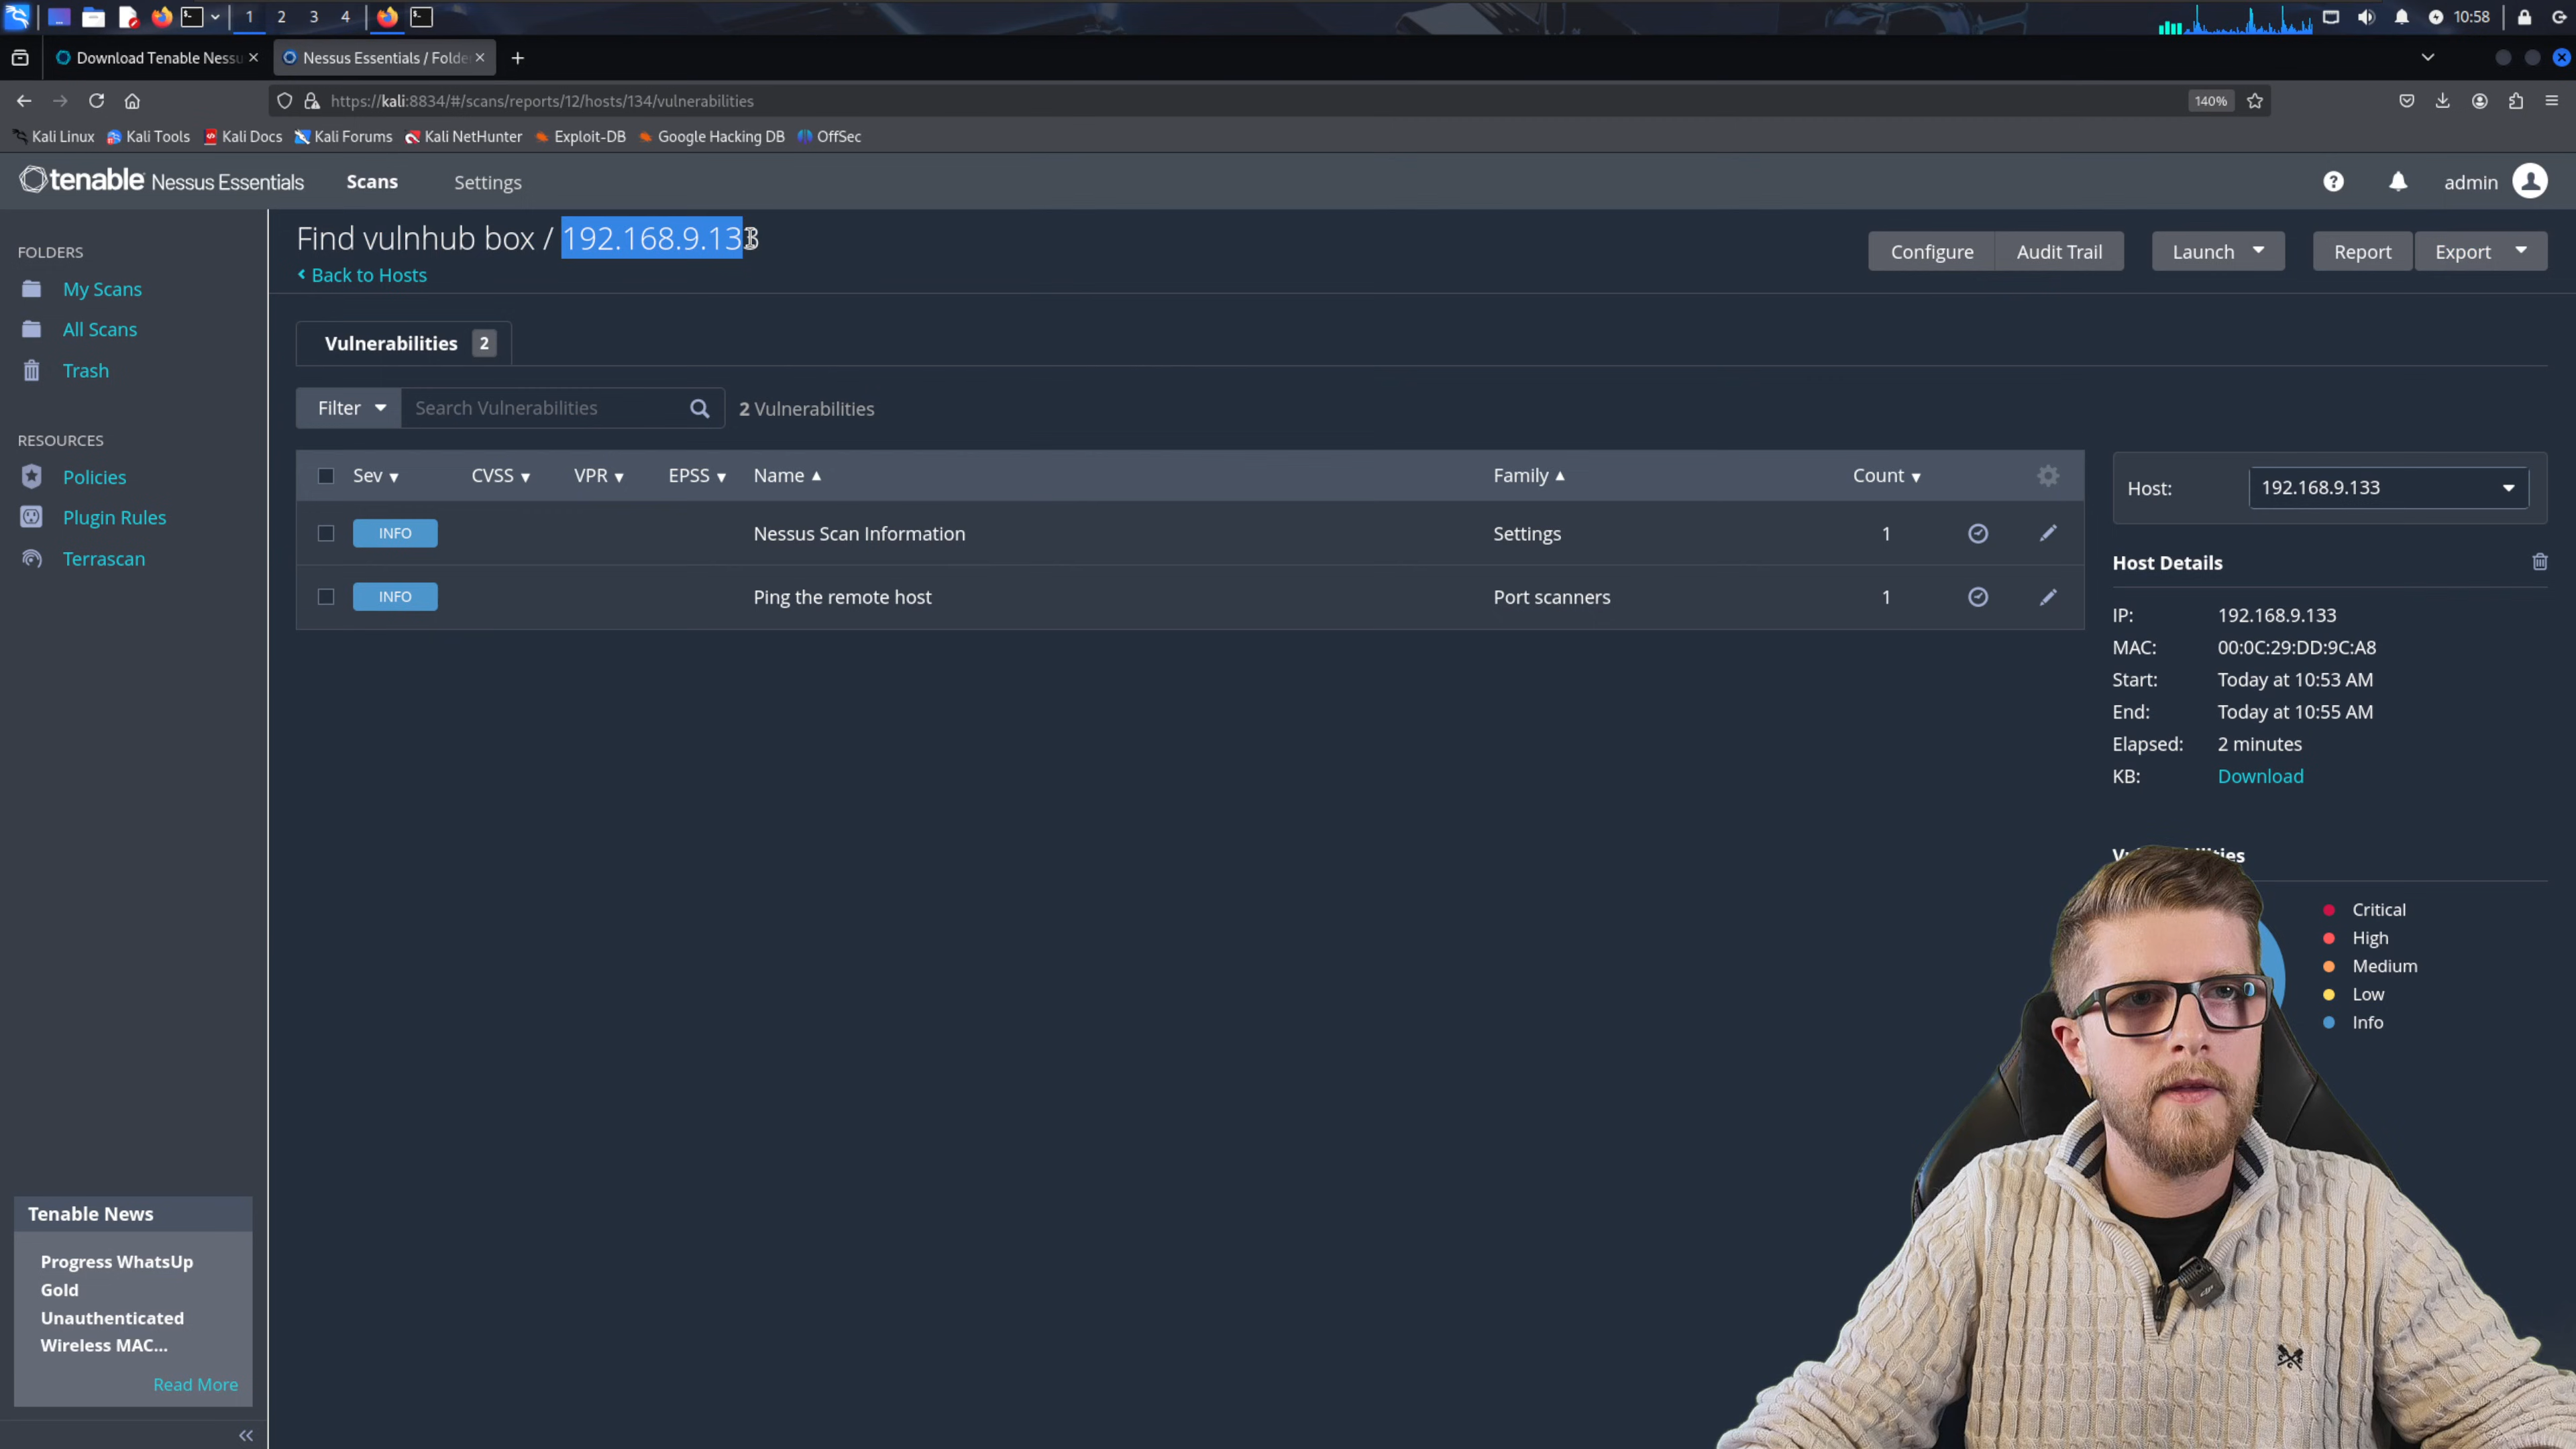 1 2 3 4 10:58
Download Tenable Nessu Nessus Essentials / Folde
https://kali:8834/#/scans/reports/12/hosts/134/vulnerabilities 140%
Kali Linux Kali Tools Kali Docs Kali Forums Kali NetHunter Exploit-DB Google Hacking DB OffSec
tenable Nessus Essentials Scans Settings admin
Find vulnhub box / 192.168.9.133
Back to Hosts
Configure Audit Trail Launch Report Export
FOLDERS
My Scans
All Scans
Trash
RESOURCES
Policies
Plugin Rules
Terrascan
Vulnerabilities 2
Filter Search Vulnerabilities 2 Vulnerabilities
Sev CVSS VPR EPSS Name Family Count
INFO Nessus Scan Information Settings 1
INFO Ping the remote host Port scanners 1
Host: 192.168.9.133
Host Details
IP: 192.168.9.133
MAC: 00:0C:29:DD:9C:A8
Start: Today at 10:53 AM
End: Today at 10:55 AM
Elapsed: 2 minutes
KB: Download
Critical
High
Medium
Low
Info
Tenable News
Progress WhatsUp
Gold
Unauthenticated
Wireless MAC...
Read More